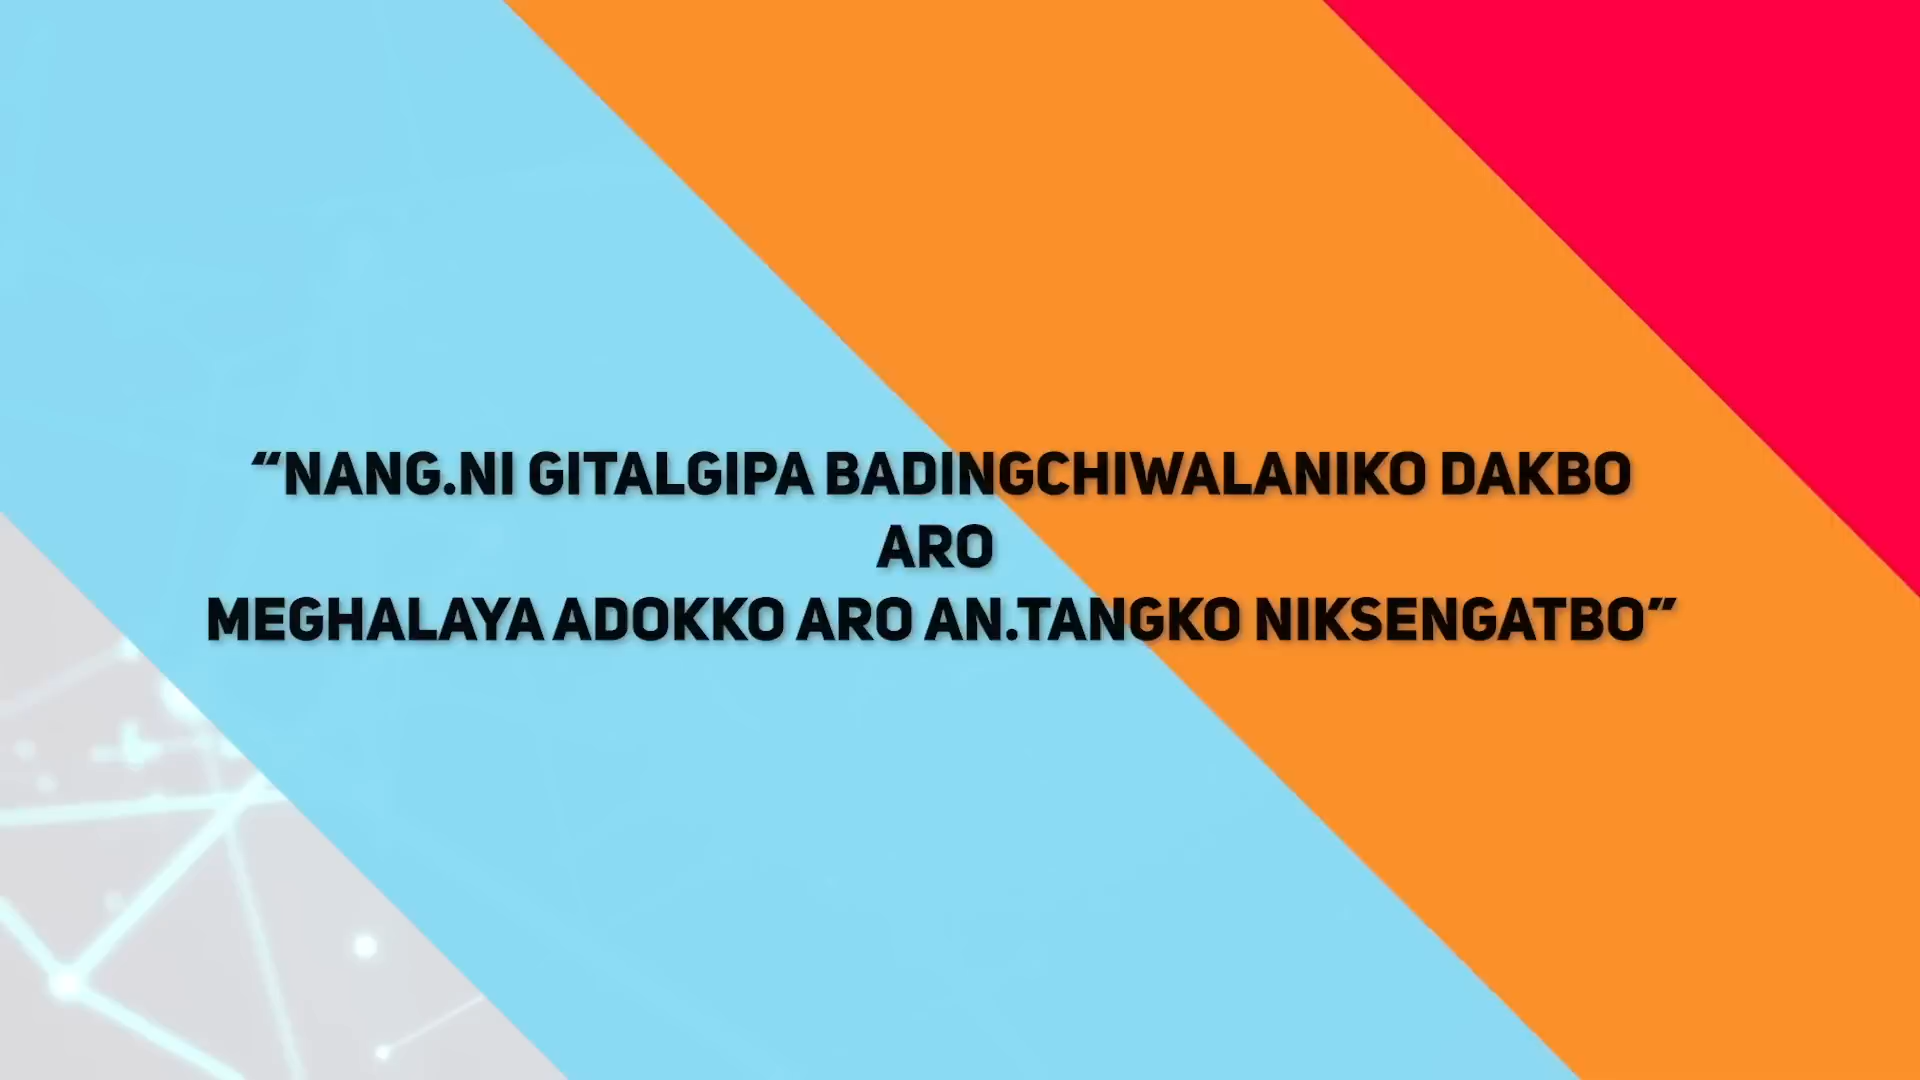 “NANG.NI GITALGIPA BADINGCHIWALANIKO DAKBO
ARO
MEGHALAYA ADOKKO ARO AN.TANGKO NIKSENGATBO”